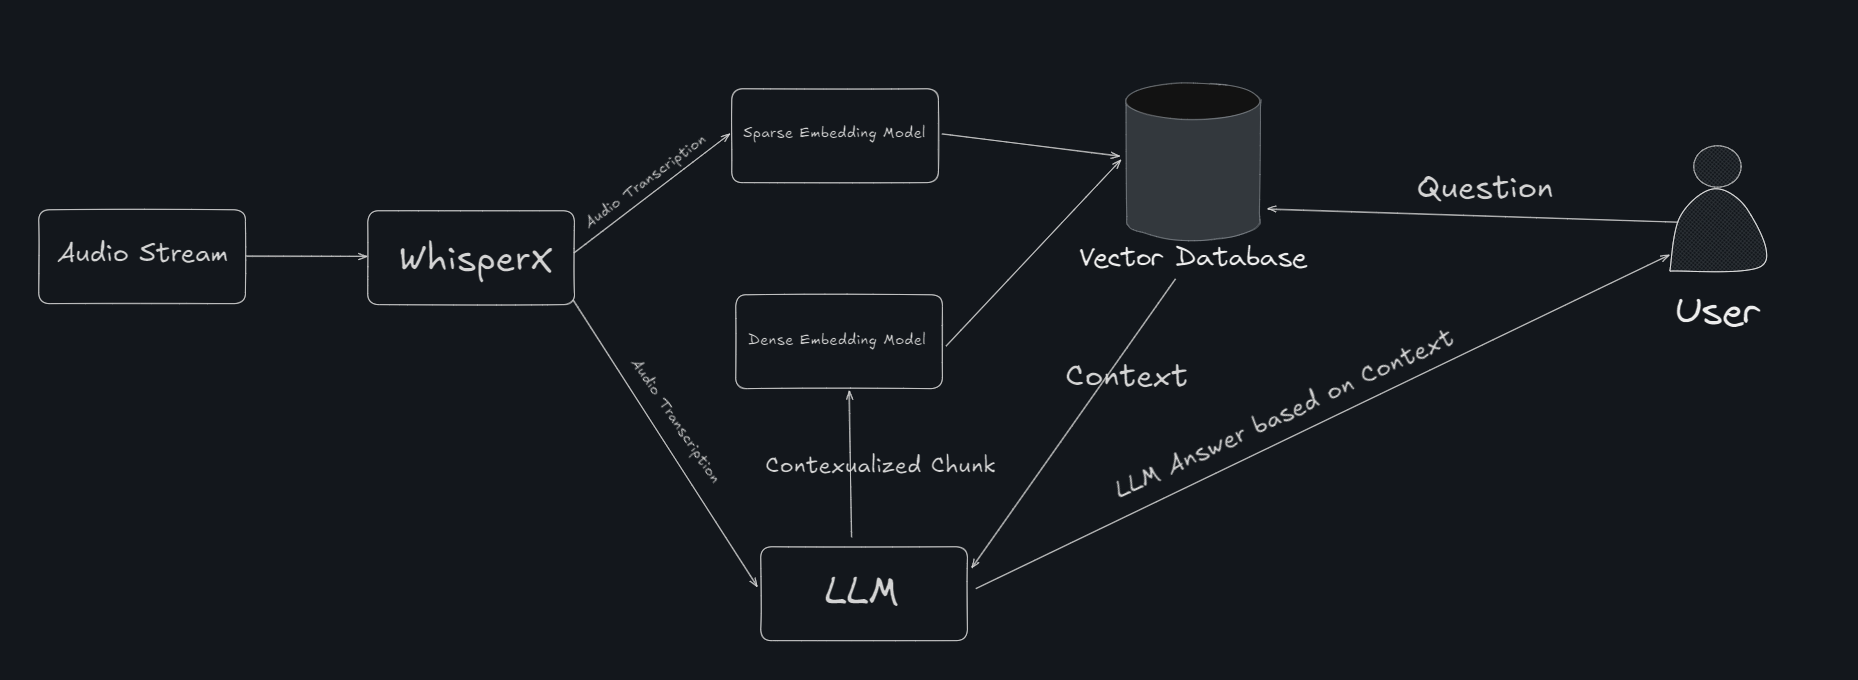 Audio Stream
WhisperX
Audio Transcription
Audio Transcription
Sparse Embedding Model
Dense Embedding Model
Contexualized Chunk
LLM
Vector Database
Context
Question
User
LLM Answer based on Context